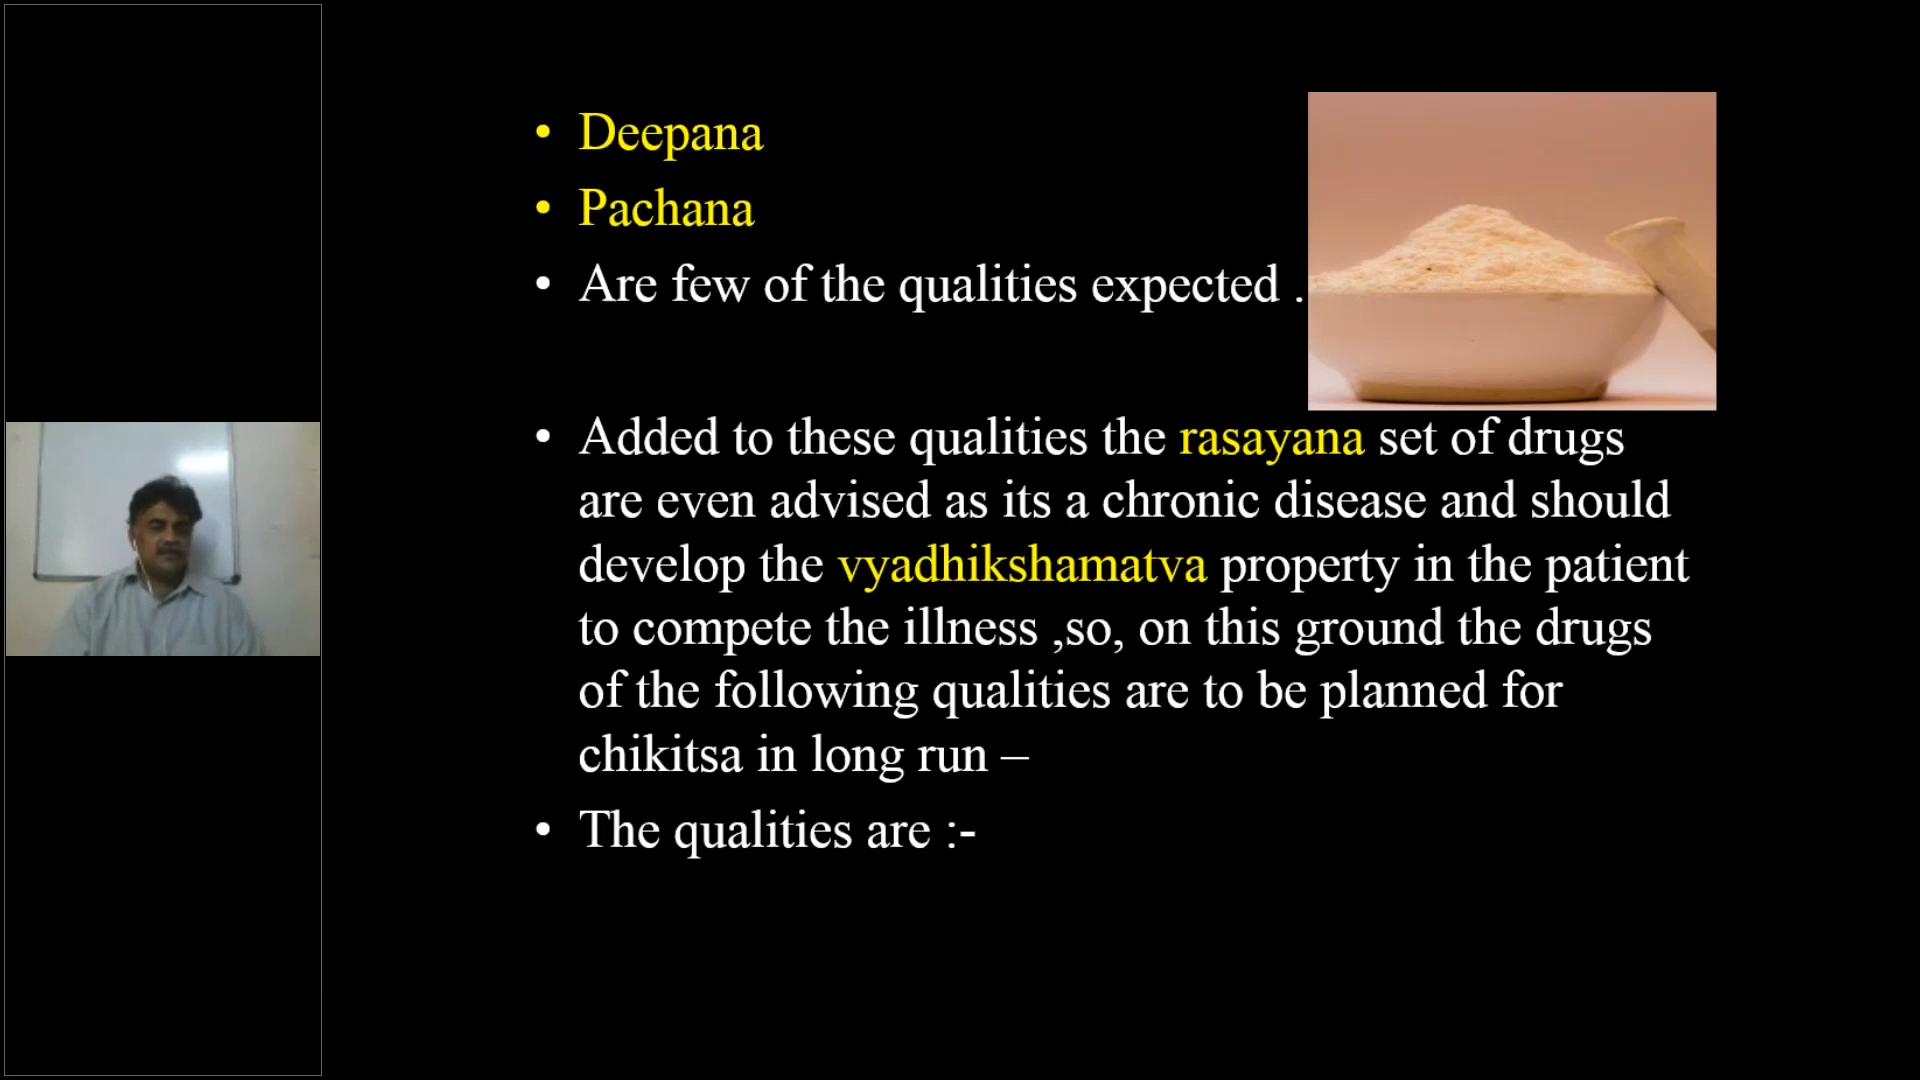 • Deepana
• Pachana
• Are few of the qualities expected .
• Added to these qualities the rasayana set of drugs
are even advised as its a chronic disease and should
develop the vyadhikshamatva property in the patient
to compete the illness ,so, on this ground the drugs
of the following qualities are to be planned for
chikitsa in long run –
• The qualities are :-